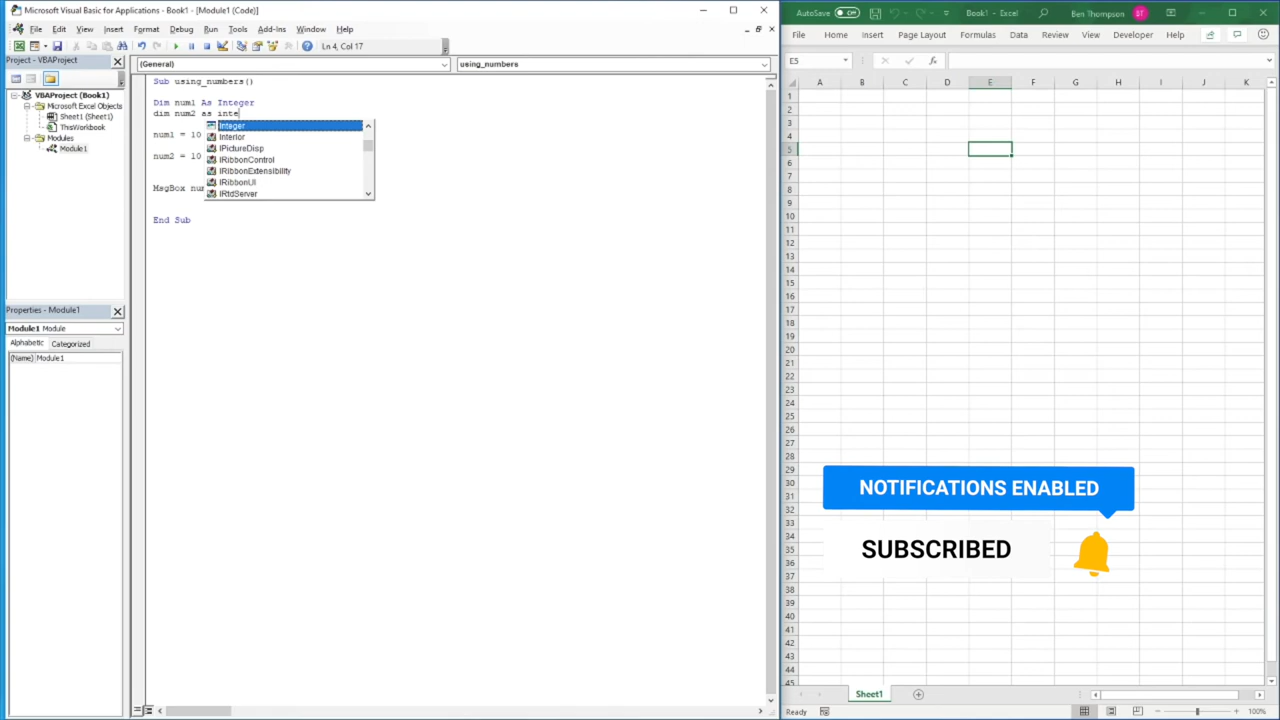 Microsoft Visual Basic for Applications - Book1 - [Module1 (Code)]
File Edit View Insert Format Debug Run Tools Add-Ins Window Help
Ln 4, Col 17
Project - VBAProject
(General) using_numbers
VBAProject (Book1)
Microsoft Excel Objects
Sheet1 (Sheet1)
ThisWorkbook
Modules
Module1
Properties - Module1
Module1 Module
Alphabetic Categorized
(Name) Module1
Sub using_numbers()
Dim num1 As Integer
dim num2 as inte
Integer
Interior
IPictureDisp
IRibbonControl
IRibbonExtensibility
IRibbonUI
IRtdServer
num1 = 10
num2 = 10
MsgBox nu
End Sub
AutoSave Off Book1 - Excel Ben Thompson BT
File Home Insert Page Layout Formulas Data Review View Developer Help
E5 fx
A B C D E F G H I J K
1
2
3
4
5
6
7
8
9
10
11
12
13
14
15
16
17
18
19
20
21
22
23
24
25
26
27
28
29
30
31
32
33
34
35
36
37
38
39
40
41
42
43
44
45
NOTIFICATIONS ENABLED
SUBSCRIBED
Sheet1
Ready 100%